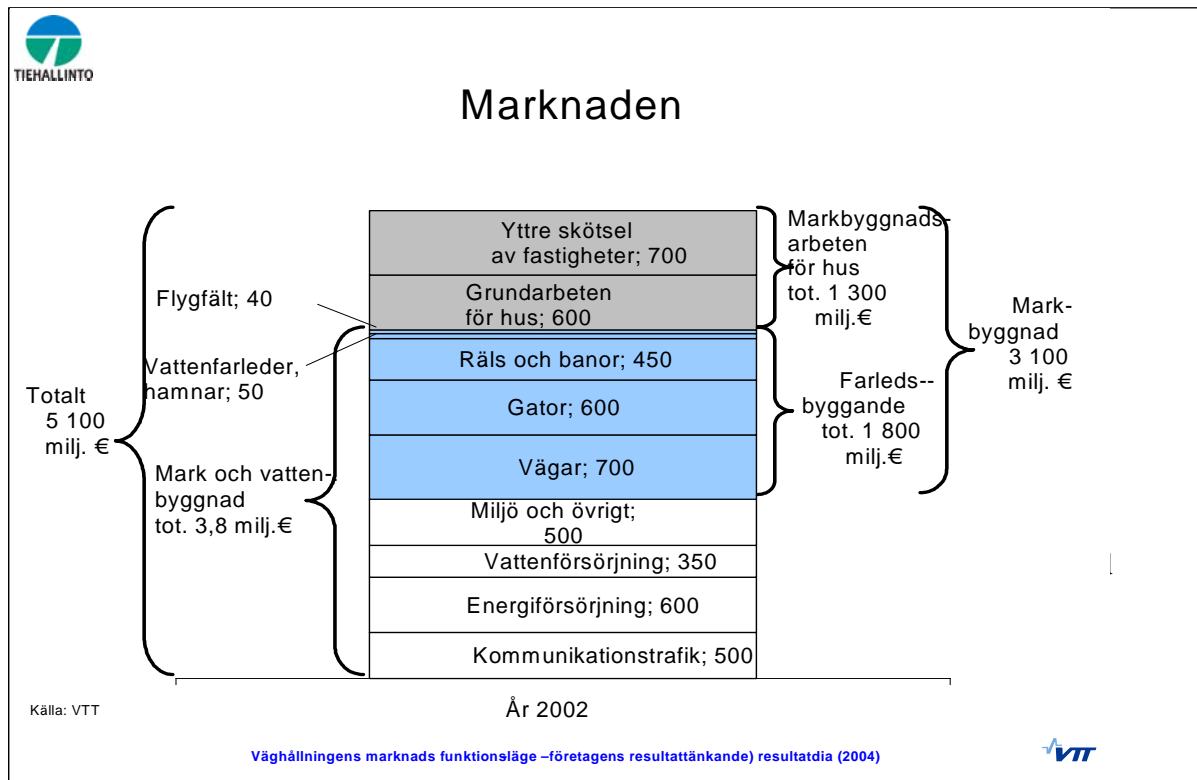 TIEHALLINTO
Marknaden
Yttre skötsel
av fastigheter; 700
Grundarbeten
för hus; 600
Räls och banor; 450
Gator; 600
Vägar; 700
Miljö och övrigt;
500
Vattenförsörjning; 350
Energiförsörjning; 600
Kommunikationstrafik; 500
Flygfält; 40
Vattenfarleder,
hamnar; 50
Totalt
5 100
milj. €
Mark och vatten-
byggnad
tot. 3,8 milj.€
Markbyggnads-
arbeten
för hus
tot. 1 300
milj.€
Farleds--
byggande
tot. 1 800
milj.€
Mark-
byggnad
3 100
milj. €
År 2002
Källa: VTT
Väghållningens marknads funktionsläge –företagens resultattänkande) resultatdia (2004)
VTT